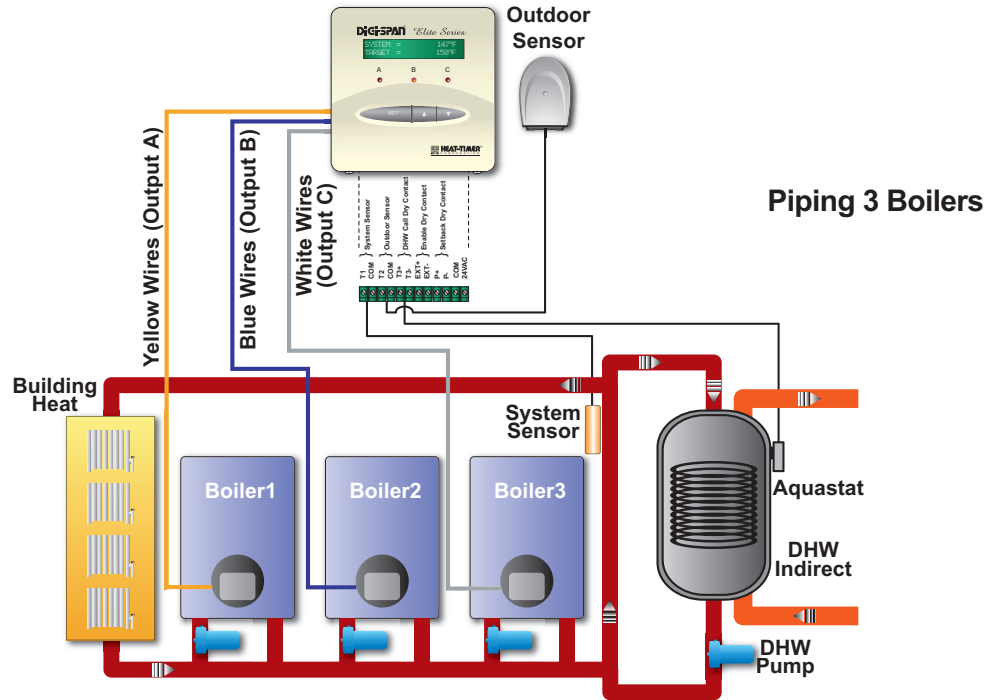 Outdoor
Sensor
DIGI-SPAN Elite Series
SYSTEM = 147°F
TARGET = 150°F
A B C
SET
HEAT-TIMER
Piping 3 Boilers
Yellow Wires (Output A)
Blue Wires (Output B)
White Wires
(Output C)
System Sensor
Outdoor Sensor
DHW Call Dry Contact
Enable Dry Contact
Setback Dry Contact
T1
COM
T2
COM
T3+
T3-
EXT+
EXT-
P+
P-
COM
24VAC
Building
Heat
System
Sensor
Boiler1
Boiler2
Boiler3
Aquastat
DHW
Indirect
DHW
Pump